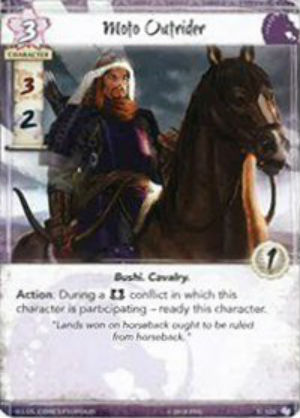 3
Moto Outrider
CHARACTER
3
2
1
Bushi. Cavalry.
Action: During a conflict in which this
character is participating – ready this character.
"Lands won on horseback ought to be ruled
from horseback."